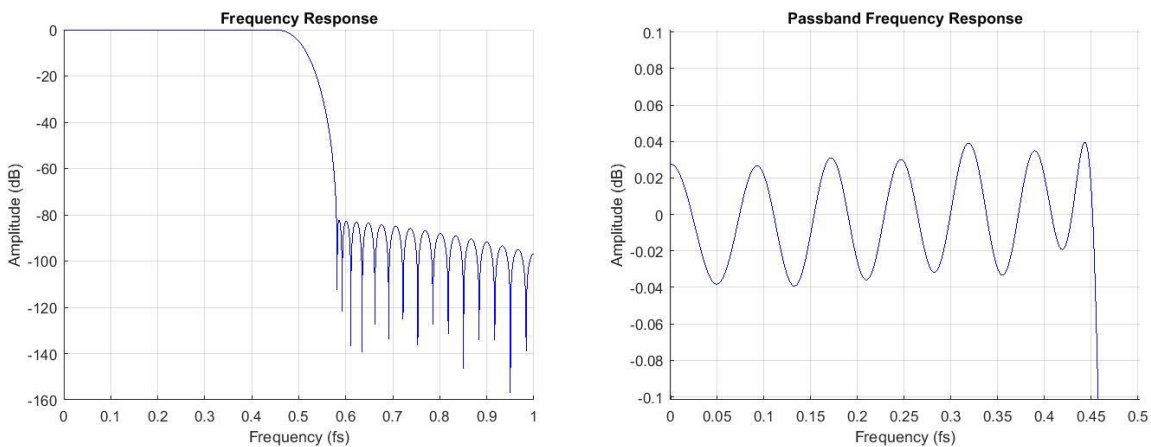 Frequency Response
0
-20
-40
-60
-80
-100
-120
-140
-160
Amplitude (dB)
0 0.1 0.2 0.3 0.4 0.5 0.6 0.7 0.8 0.9 1
Frequency (fs)
Passband Frequency Response
0.1
0.08
0.06
0.04
0.02
0
-0.02
-0.04
-0.06
-0.08
-0.1
Amplitude (dB)
0 0.05 0.1 0.15 0.2 0.25 0.3 0.35 0.4 0.45 0.5
Frequency (fs)